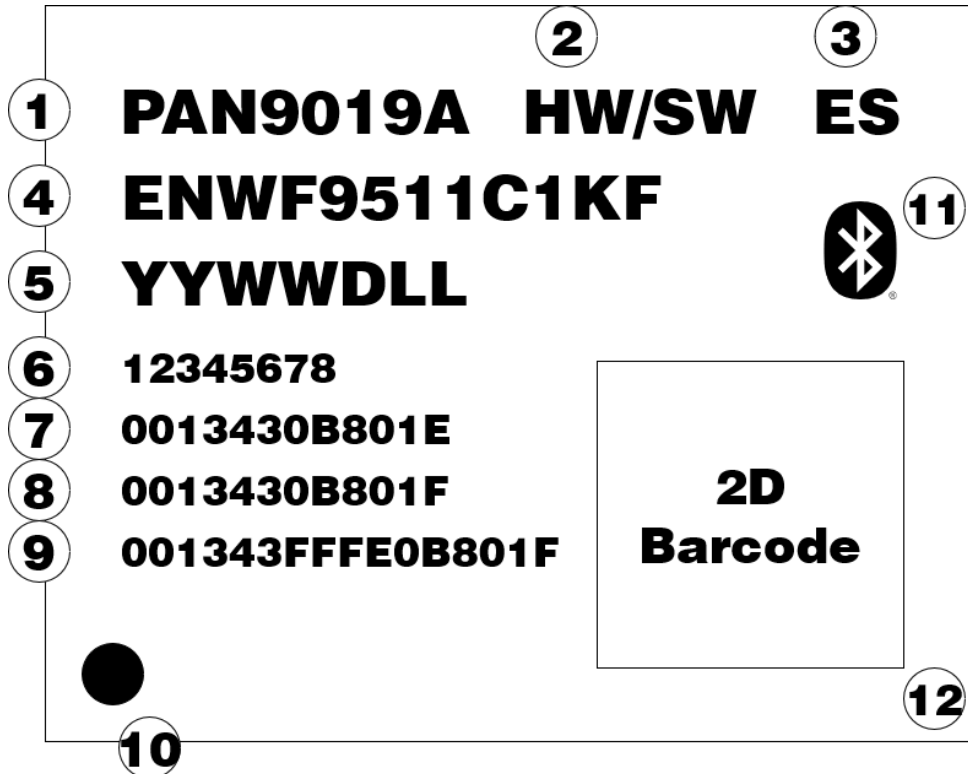 2 3
1 PAN9019A HW/SW ES
4 ENWF9511C1KF
11
5 YYWWDLL
®
6 12345678
7 0013430B801E
8 0013430B801F
2D
Barcode
9 001343FFFE0B801F
12
10